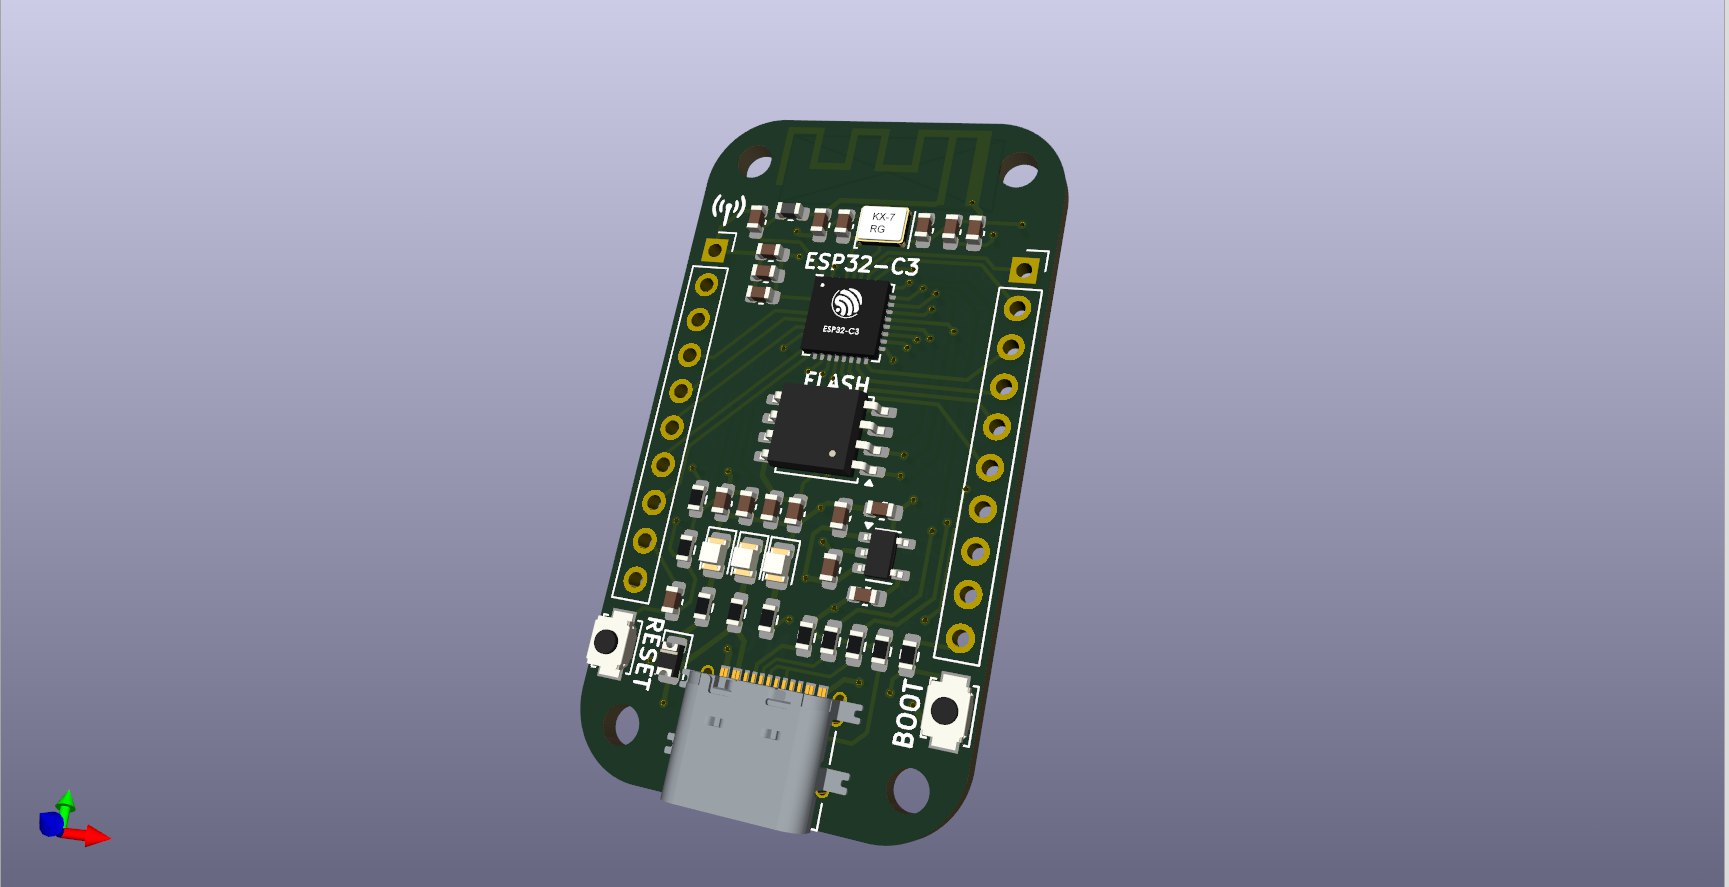 KX-7
RG
ESP32-C3
ESP32-C3
FLASH
RESET
BOOT